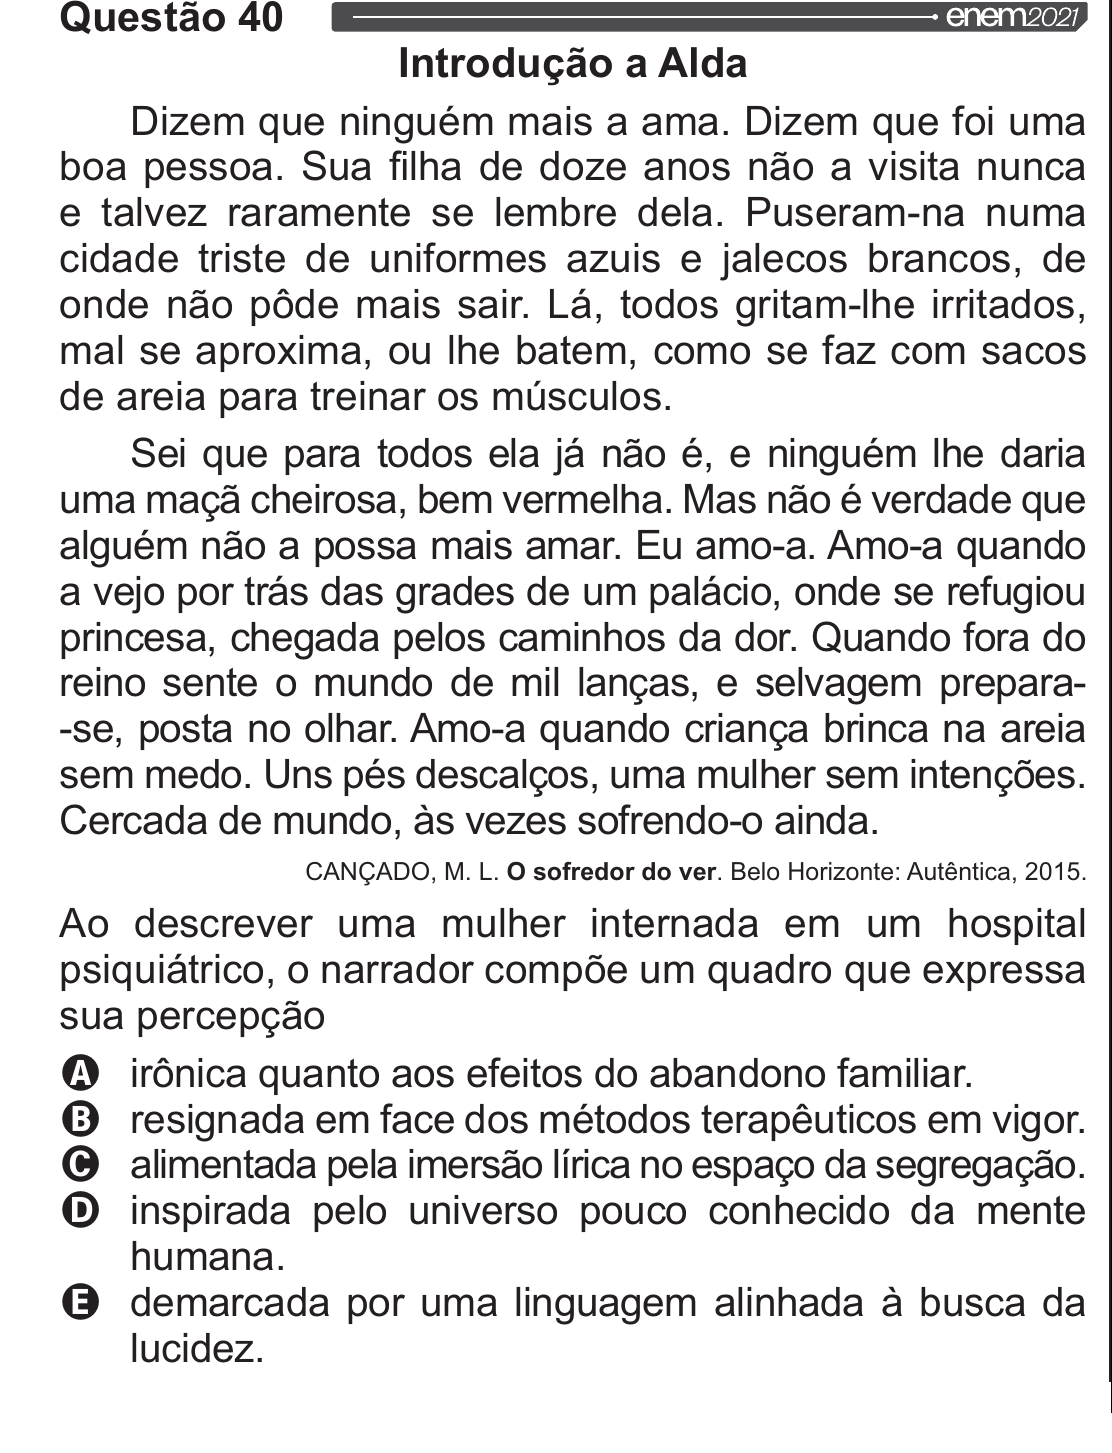 Questão 40
enem2021
Introdução a Alda
Dizem que ninguém mais a ama. Dizem que foi uma
boa pessoa. Sua filha de doze anos não a visita nunca
e talvez raramente se lembre dela. Puseram-na numa
cidade triste de uniformes azuis e jalecos brancos, de
onde não pôde mais sair. Lá, todos gritam-lhe irritados,
mal se aproxima, ou lhe batem, como se faz com sacos
de areia para treinar os músculos.
Sei que para todos ela já não é, e ninguém lhe daria
uma maçã cheirosa, bem vermelha. Mas não é verdade que
alguém não a possa mais amar. Eu amo-a. Amo-a quando
a vejo por trás das grades de um palácio, onde se refugiou
princesa, chegada pelos caminhos da dor. Quando fora do
reino sente o mundo de mil lanças, e selvagem prepara-
-se, posta no olhar. Amo-a quando criança brinca na areia
sem medo. Uns pés descalços, uma mulher sem intenções.
Cercada de mundo, às vezes sofrendo-o ainda.
CANÇADO, M. L. O sofredor do ver. Belo Horizonte: Autêntica, 2015.
Ao descrever uma mulher internada em um hospital
psiquiátrico, o narrador compõe um quadro que expressa
sua percepção
A irônica quanto aos efeitos do abandono familiar.
B resignada em face dos métodos terapêuticos em vigor.
C alimentada pela imersão lírica no espaço da segregação.
D inspirada pelo universo pouco conhecido da mente
humana.
E demarcada por uma linguagem alinhada à busca da
lucidez.